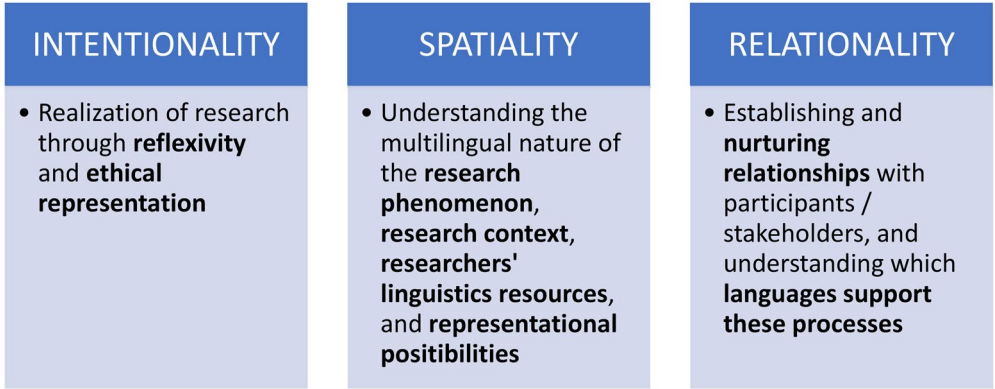 INTENTIONALITY
• Realization of research
through reflexivity
and ethical
representation
SPATIALITY
• Understanding the
multilingual nature of
the research
phenomenon,
research context,
researchers'
linguistics resources,
and representational
positibilities
RELATIONALITY
• Establishing and
nurturing
relationships with
participants /
stakeholders, and
understanding which
languages support
these processes